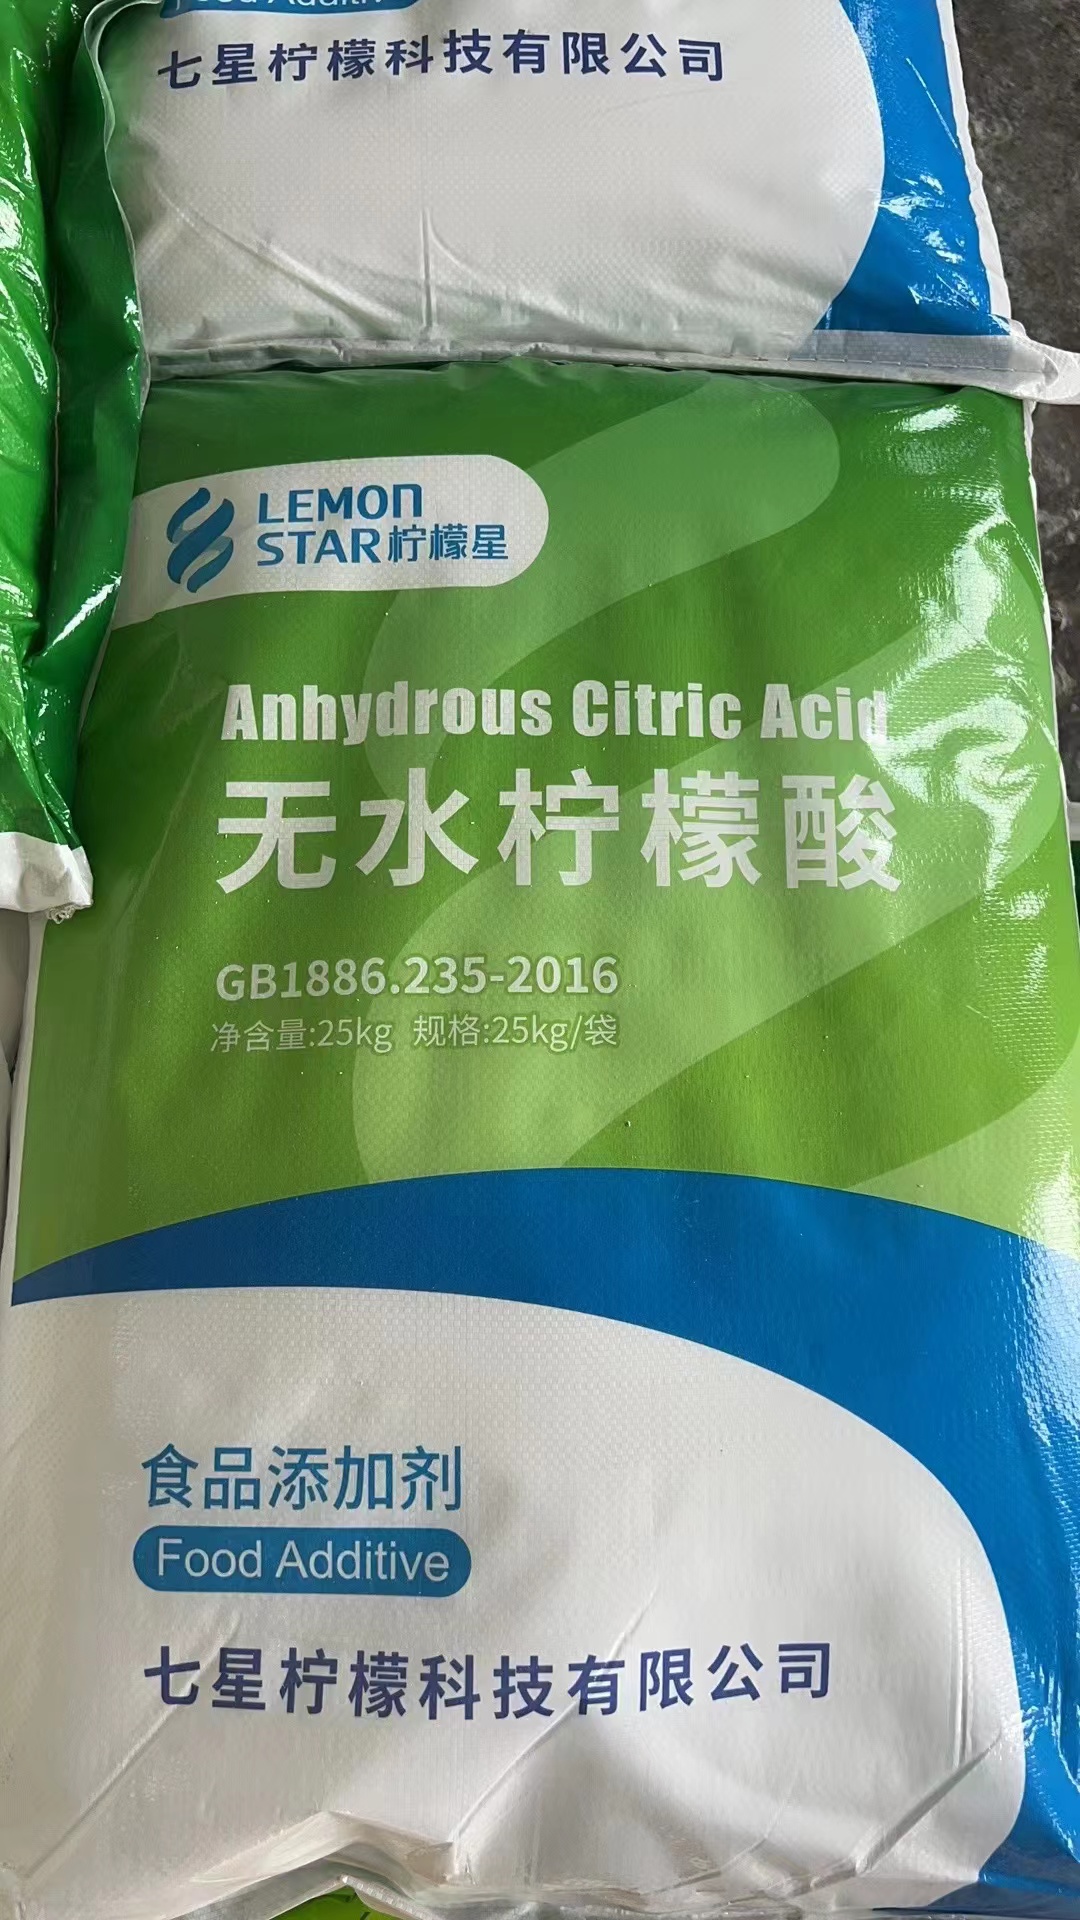 Food Additive
七星柠檬科技有限公司
LEMON
STAR柠檬星
Anhydrous Citric Acid
无水柠檬酸
GB1886.235-2016
净含量:25kg 规格:25kg/袋
食品添加剂
Food Additive
七星柠檬科技有限公司